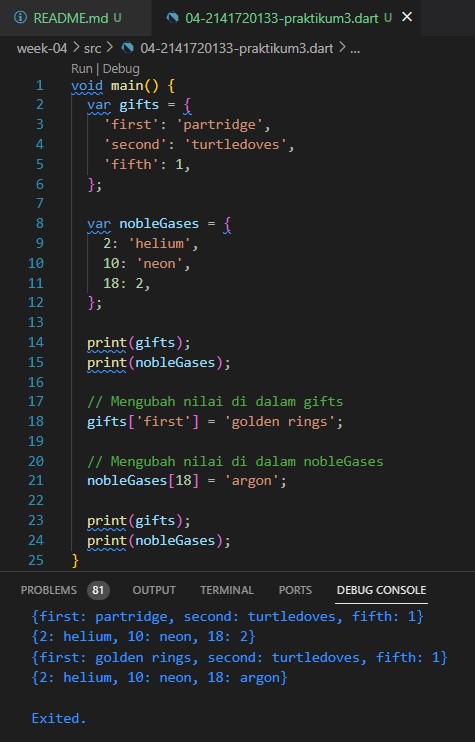 README.md U 04-2141720133-praktikum3.dart U
week-04 > src > 04-2141720133-praktikum3.dart > ...
Run | Debug
1 void main() {
2 var gifts = {
3 'first': 'partridge',
4 'second': 'turtledoves',
5 'fifth': 1,
6 };
7
8 var nobleGases = {
9 2: 'helium',
10 10: 'neon',
11 18: 2,
12 };
13
14 print(gifts);
15 print(nobleGases);
16
17 // Mengubah nilai di dalam gifts
18 gifts['first'] = 'golden rings';
19
20 // Mengubah nilai di dalam nobleGases
21 nobleGases[18] = 'argon';
22
23 print(gifts);
24 print(nobleGases);
25 }
PROBLEMS 81 OUTPUT TERMINAL PORTS DEBUG CONSOLE
{first: partridge, second: turtledoves, fifth: 1}
{2: helium, 10: neon, 18: 2}
{first: golden rings, second: turtledoves, fifth: 1}
{2: helium, 10: neon, 18: argon}
Exited.